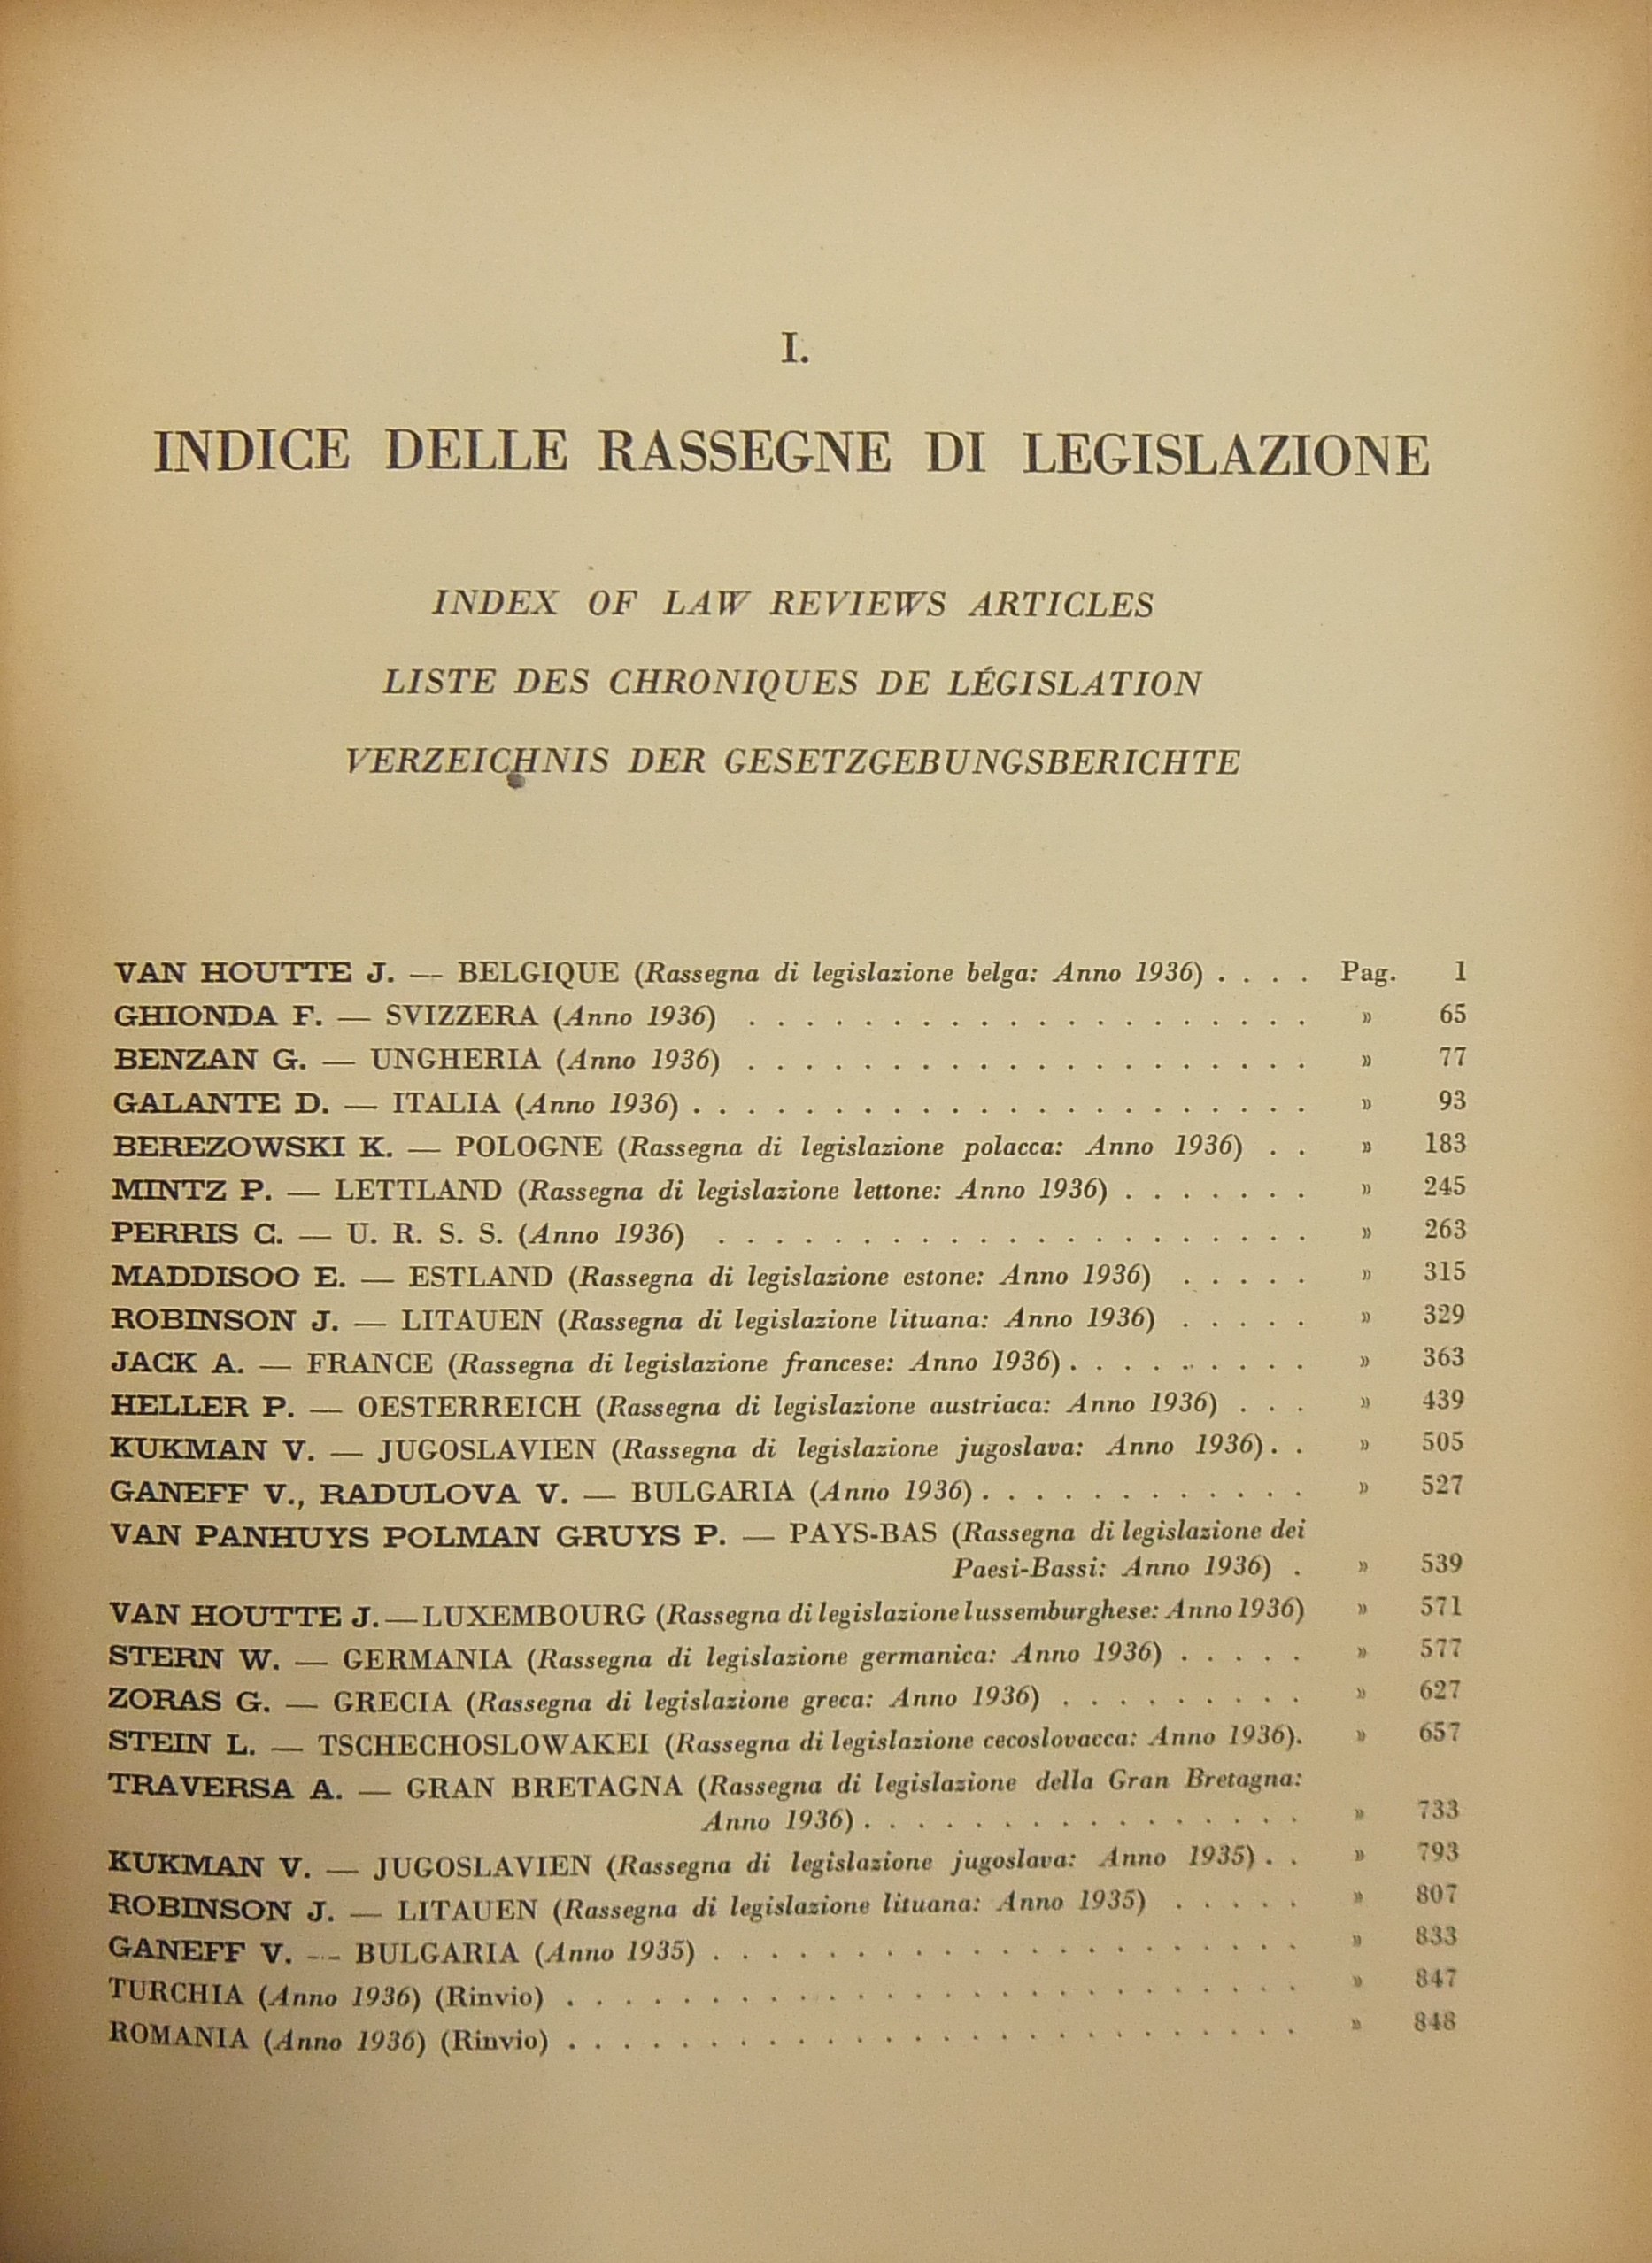 I.
INDICE DELLE RASSEGNE DI LEGISLAZIONE
INDEX OF LAW REVIEWS ARTICLES
LISTE DES CHRONIQUES DE LÉGISLATION
VERZEICHNIS DER GESETZGEBUNGSBERICHTE
VAN HOUTTE J. — BELGIQUE (Rassegna di legislazione belga: Anno 1936) . . . . Pag. 1
GHIONDA F. — SVIZZERA (Anno 1936) . . . . . . . . . . . . . . . . . . . . » 65
BENZAN G. — UNGHERIA (Anno 1936) . . . . . . . . . . . . . . . . . . . . » 77
GALANTE D. — ITALIA (Anno 1936) . . . . . . . . . . . . . . . . . . . . . . » 93
BEREZOWSKI K. — POLOGNE (Rassegna di legislazione polacca: Anno 1936) . . » 183
MINTZ P. — LETTLAND (Rassegna di legislazione lettone: Anno 1936) . . . . . . . » 245
PERRIS C. — U. R. S. S. (Anno 1936) . . . . . . . . . . . . . . . . . . . . . » 263
MADDISOO E. — ESTLAND (Rassegna di legislazione estone: Anno 1936) . . . . . » 315
ROBINSON J. — LITAUEN (Rassegna di legislazione lituana: Anno 1936) . . . . . » 329
JACK A. — FRANCE (Rassegna di legislazione francese: Anno 1936) . . . . . . . . . » 363
HELLER P. — OESTERREICH (Rassegna di legislazione austriaca: Anno 1936) . . . » 439
KUKMAN V. — JUGOSLAVIEN (Rassegna di legislazione jugoslava: Anno 1936) . . » 505
GANEFF V., RADULOVA V. — BULGARIA (Anno 1936) . . . . . . . . . . . . » 527
VAN PANHUYS POLMAN GRUYS P. — PAYS-BAS (Rassegna di legislazione dei
Paesi-Bassi: Anno 1936) . » 539
VAN HOUTTE J. — LUXEMBOURG (Rassegna di legislazione lussemburghese: Anno 1936) » 571
STERN W. — GERMANIA (Rassegna di legislazione germanica: Anno 1936) . . . . . » 577
ZORAS G. — GRECIA (Rassegna di legislazione greca: Anno 1936) . . . . . . . . . » 627
STEIN L. — TSCHECHOSLOWAKEI (Rassegna di legislazione cecoslovacca: Anno 1936). » 657
TRAVERSA A. — GRAN BRETAGNA (Rassegna di legislazione della Gran Bretagna:
Anno 1936) . . . . . . . . . . . . . . . . » 733
KUKMAN V. — JUGOSLAVIEN (Rassegna di legislazione jugoslava: Anno 1935) . . » 793
ROBINSON J. — LITAUEN (Rassegna di legislazione lituana: Anno 1935) . . . . . » 807
GANEFF V. — BULGARIA (Anno 1935) . . . . . . . . . . . . . . . . . . . . . » 833
TURCHIA (Anno 1936) (Rinvio) . . . . . . . . . . . . . . . . . . . . . . . . . . » 847
ROMANIA (Anno 1936) (Rinvio) . . . . . . . . . . . . . . . . . . . . . . . . . . » 848